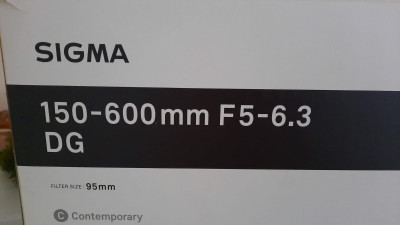 SIGMA
150-600mm F5-6.3
DG
FILTER SIZE: 95mm
C Contemporary